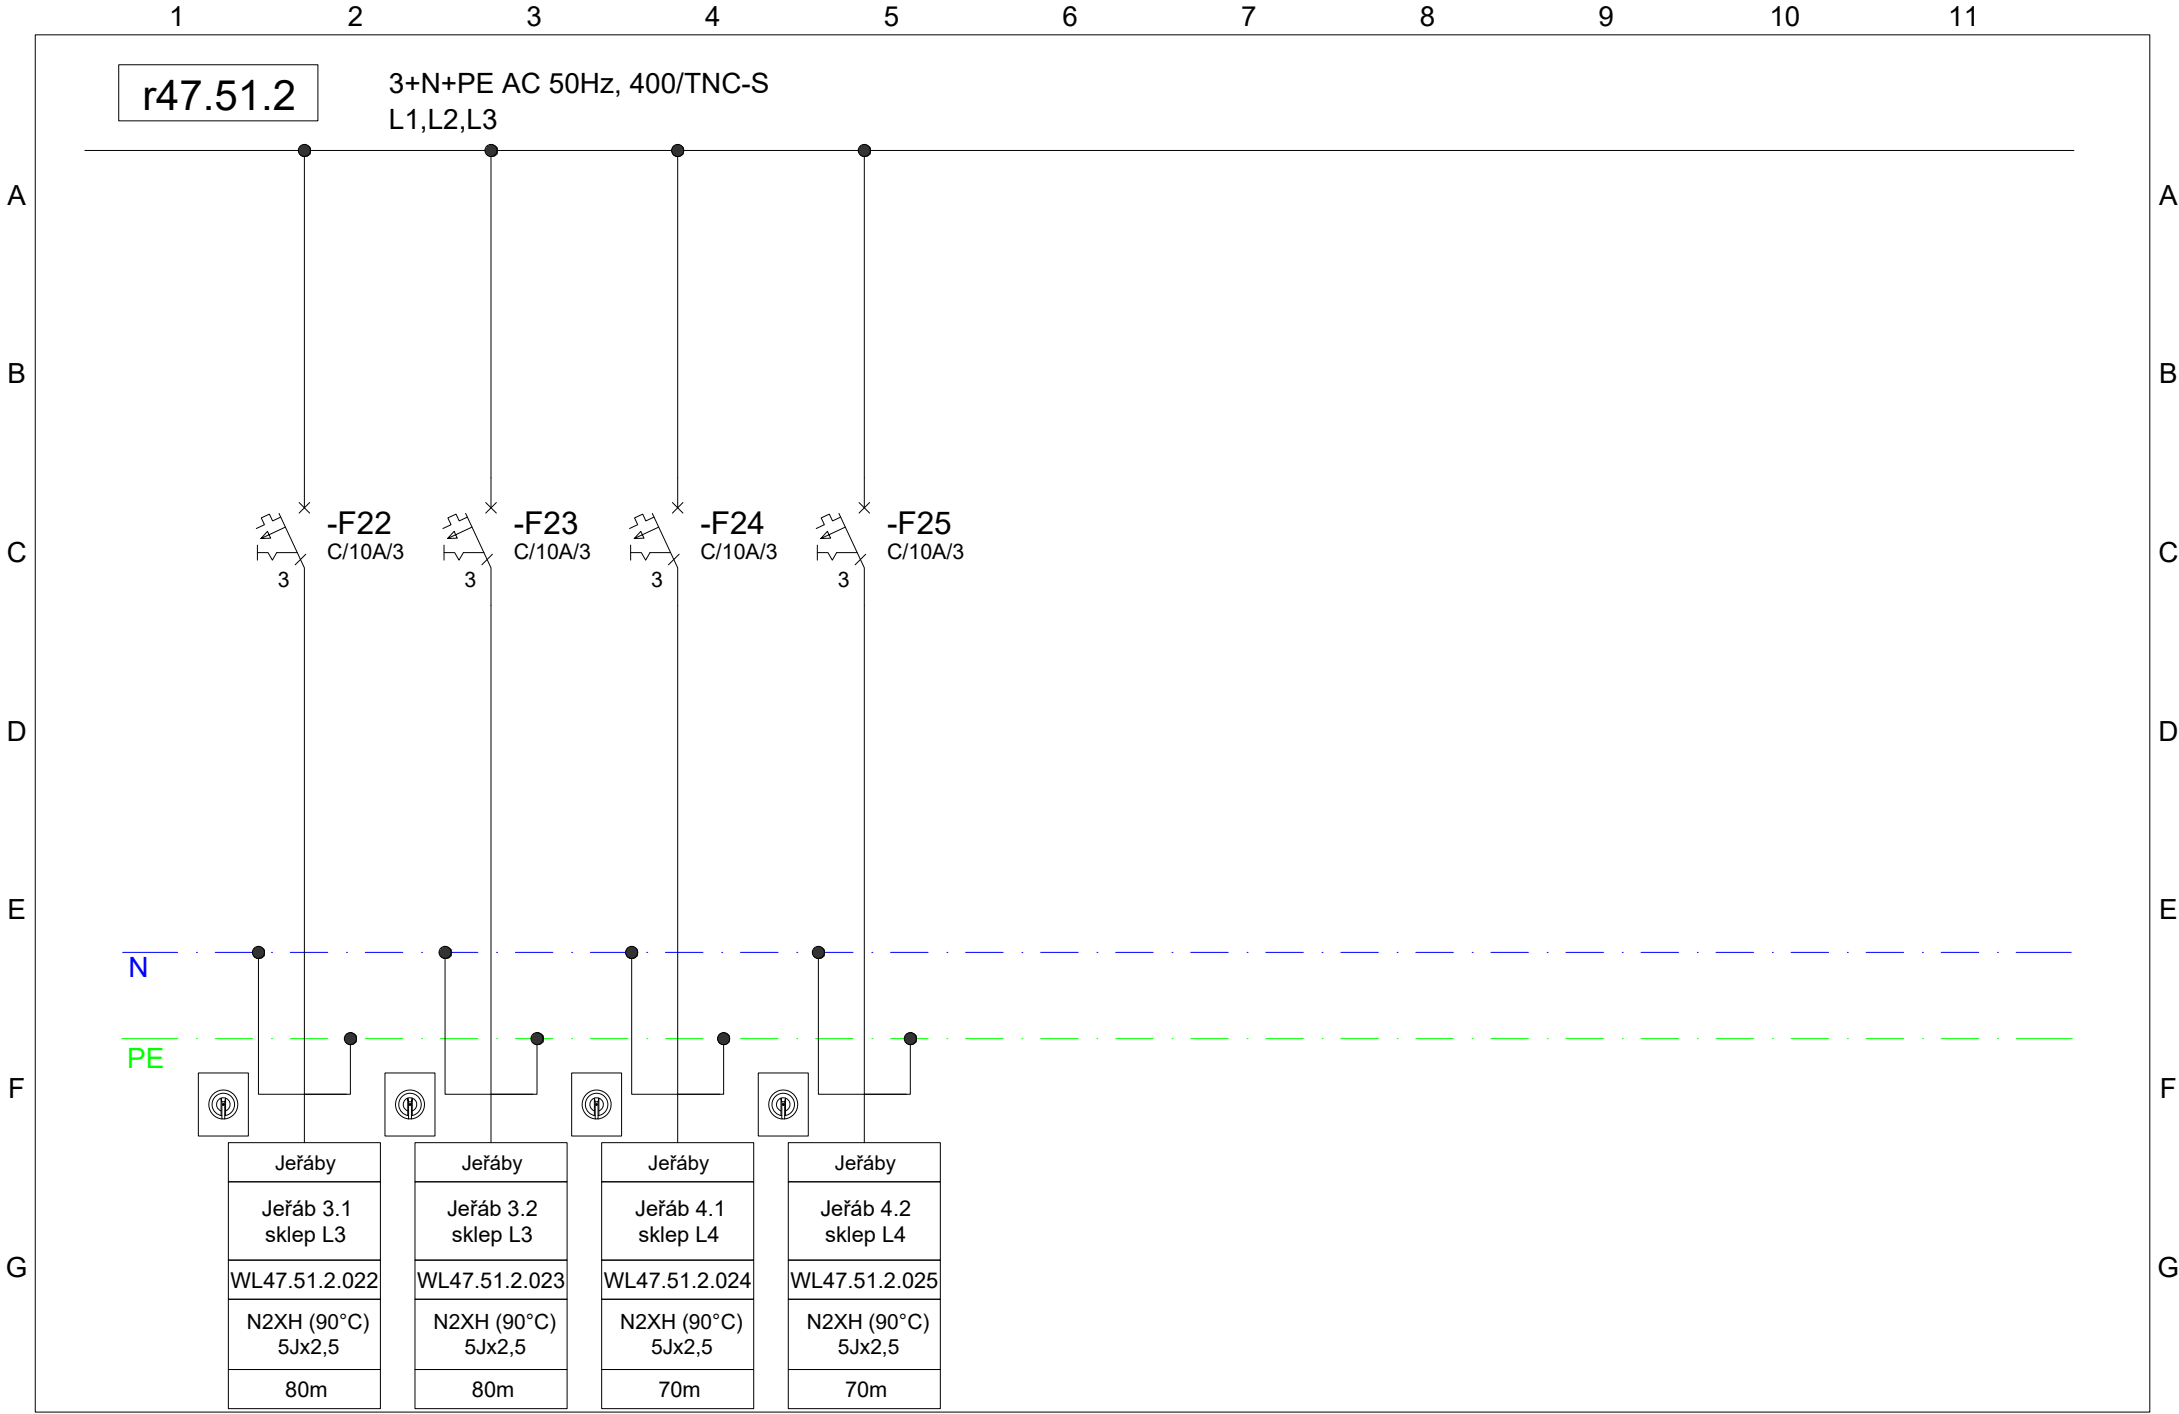 1 2 3 4 5 6 7 8 9 10 11
r47.51.2
3+N+PE AC 50Hz, 400/TNC-S
L1,L2,L3
A A
B B
-F22 -F23 -F24 -F25
C/10A/3 C/10A/3 C/10A/3 C/10A/3
C C
3 3 3 3
D D
E E
N
PE
F F
Jeřáby Jeřáby Jeřáby Jeřáby
Jeřáb 3.1 Jeřáb 3.2 Jeřáb 4.1 Jeřáb 4.2
sklep L3 sklep L3 sklep L4 sklep L4
G G
WL47.51.2.022 WL47.51.2.023 WL47.51.2.024 WL47.51.2.025
N2XH (90°C) N2XH (90°C) N2XH (90°C) N2XH (90°C)
5Jx2,5 5Jx2,5 5Jx2,5 5Jx2,5
80m 80m 70m 70m